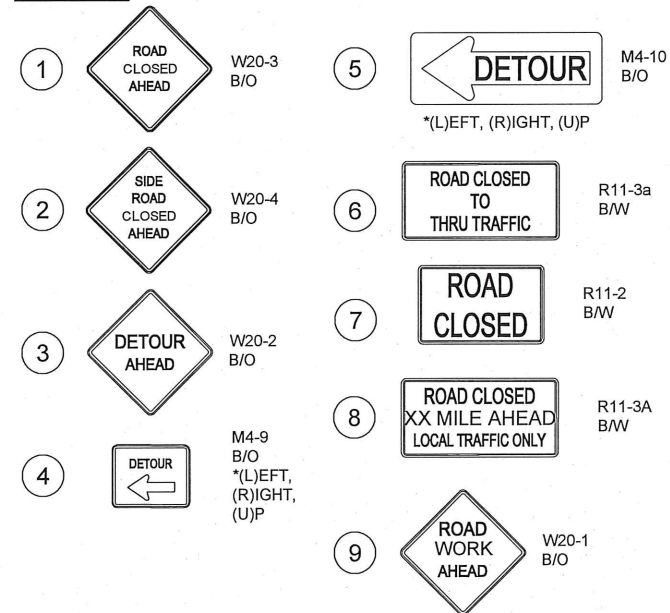 1
ROAD
CLOSED
AHEAD
W20-3
B/O
2
SIDE
ROAD
CLOSED
AHEAD
W20-4
B/O
3
DETOUR
AHEAD
W20-2
B/O
4
DETOUR
M4-9
B/O
*(L)EFT,
(R)IGHT,
(U)P
5
DETOUR
M4-10
B/O
*(L)EFT, (R)IGHT, (U)P
6
ROAD CLOSED
TO
THRU TRAFFIC
R11-3a
B/W
7
ROAD
CLOSED
R11-2
B/W
8
ROAD CLOSED
XX MILE AHEAD
LOCAL TRAFFIC ONLY
R11-3A
B/W
9
ROAD
WORK
AHEAD
W20-1
B/O